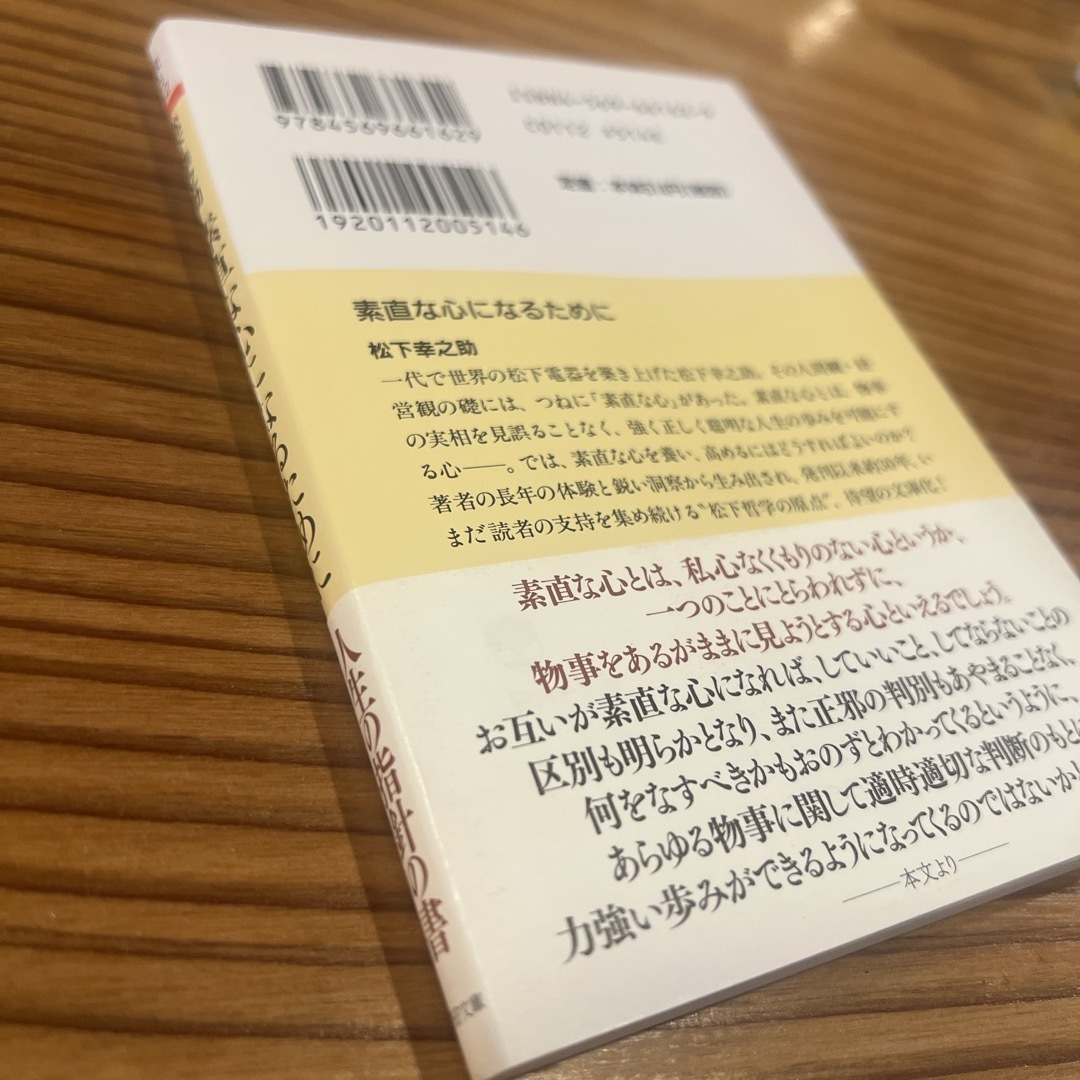 9784569661629
1920112005146
素直な心になるために
松下幸之助
一代で世界の松下電器を築き上げた松下幸之助。その人間観・経
営観の礎には、つねに「素直な心」があった。素直な心とは、物事
の実相を見誤ることなく、強く正しく聡明な人生の歩みを可能にす
る心――。では、素直な心を養い、高めるにはどうすればよいのか?
著者の長年の体験と鋭い洞察から生み出され、発刊以来約30年、い
まだ読者の支持を集め続ける“松下哲学の原点”、待望の文庫化!
素直な心とは、私心なくくもりのない心というか、
一つのことにとらわれずに、
物事をあるがままに見ようとする心といえるでしょう。
お互いが素直な心になれば、していいこと、してならないことの
区別も明らかとなり、また正邪の判別もあやまることなく、
何をなすべきかもおのずとわかってくるというように、
あらゆる物事に関して適時適切な判断のもとに
力強い歩みができるようになってくるのではないかと
――本文より――
素直な心になるために
人生の指針の書
文庫